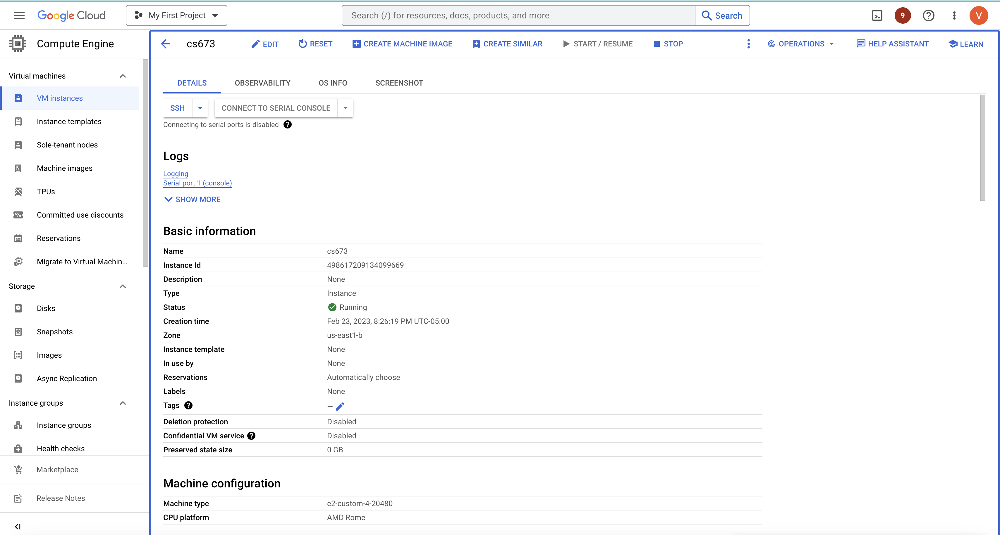 Google Cloud
My First Project
Search (/) for resources, docs, products, and more
Search
9
V
Compute Engine
cs673
EDIT
RESET
CREATE MACHINE IMAGE
CREATE SIMILAR
START / RESUME
STOP
OPERATIONS
HELP ASSISTANT
LEARN
Virtual machines
VM instances
Instance templates
Sole-tenant nodes
Machine images
TPUs
Committed use discounts
Reservations
Migrate to Virtual Machin...
Storage
Disks
Snapshots
Images
Async Replication
Instance groups
Instance groups
Health checks
Marketplace
Release Notes
DETAILS
OBSERVABILITY
OS INFO
SCREENSHOT
SSH
CONNECT TO SERIAL CONSOLE
Connecting to serial ports is disabled
Logs
Logging
Serial port 1 (console)
SHOW MORE
Basic information
Name cs673
Instance Id 498617209134099669
Description None
Type Instance
Status Running
Creation time Feb 23, 2023, 8:26:19 PM UTC-05:00
Zone us-east1-b
Instance template None
In use by None
Reservations Automatically choose
Labels None
Tags –
Deletion protection Disabled
Confidential VM service Disabled
Preserved state size 0 GB
Machine configuration
Machine type e2-custom-4-20480
CPU platform AMD Rome